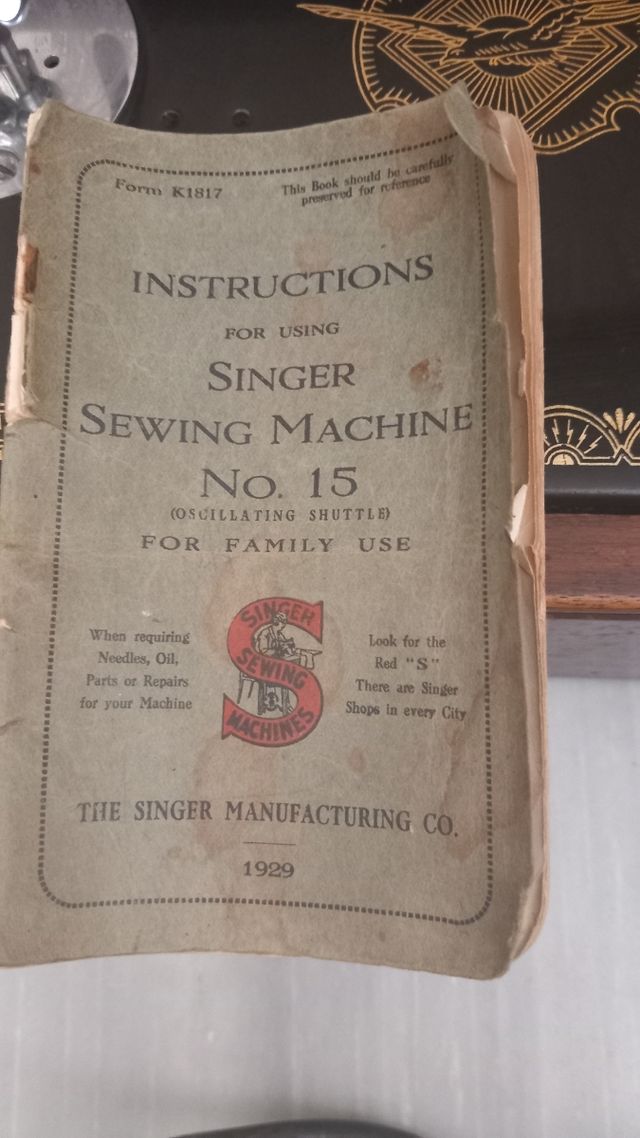 Form K1817
This Book should be carefully
preserved for reference
INSTRUCTIONS
FOR USING
SINGER
SEWING MACHINE
No. 15
(OSCILLATING SHUTTLE)
FOR FAMILY USE
When requiring
Needles, Oil,
Parts or Repairs
for your Machine
SINGER
SEWING
MACHINES
Look for the
Red "S"
There are Singer
Shops in every City
THE SINGER MANUFACTURING CO.
1929